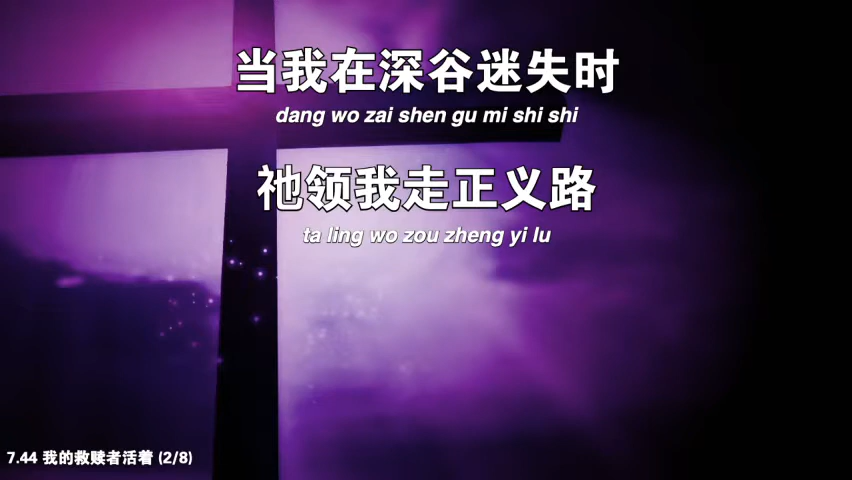 当我在深谷迷失时
dang wo zai shen gu mi shi shi
祂领我走正义路
ta ling wo zou zheng yi lu
7.44 我的救赎者活着 (2/8)